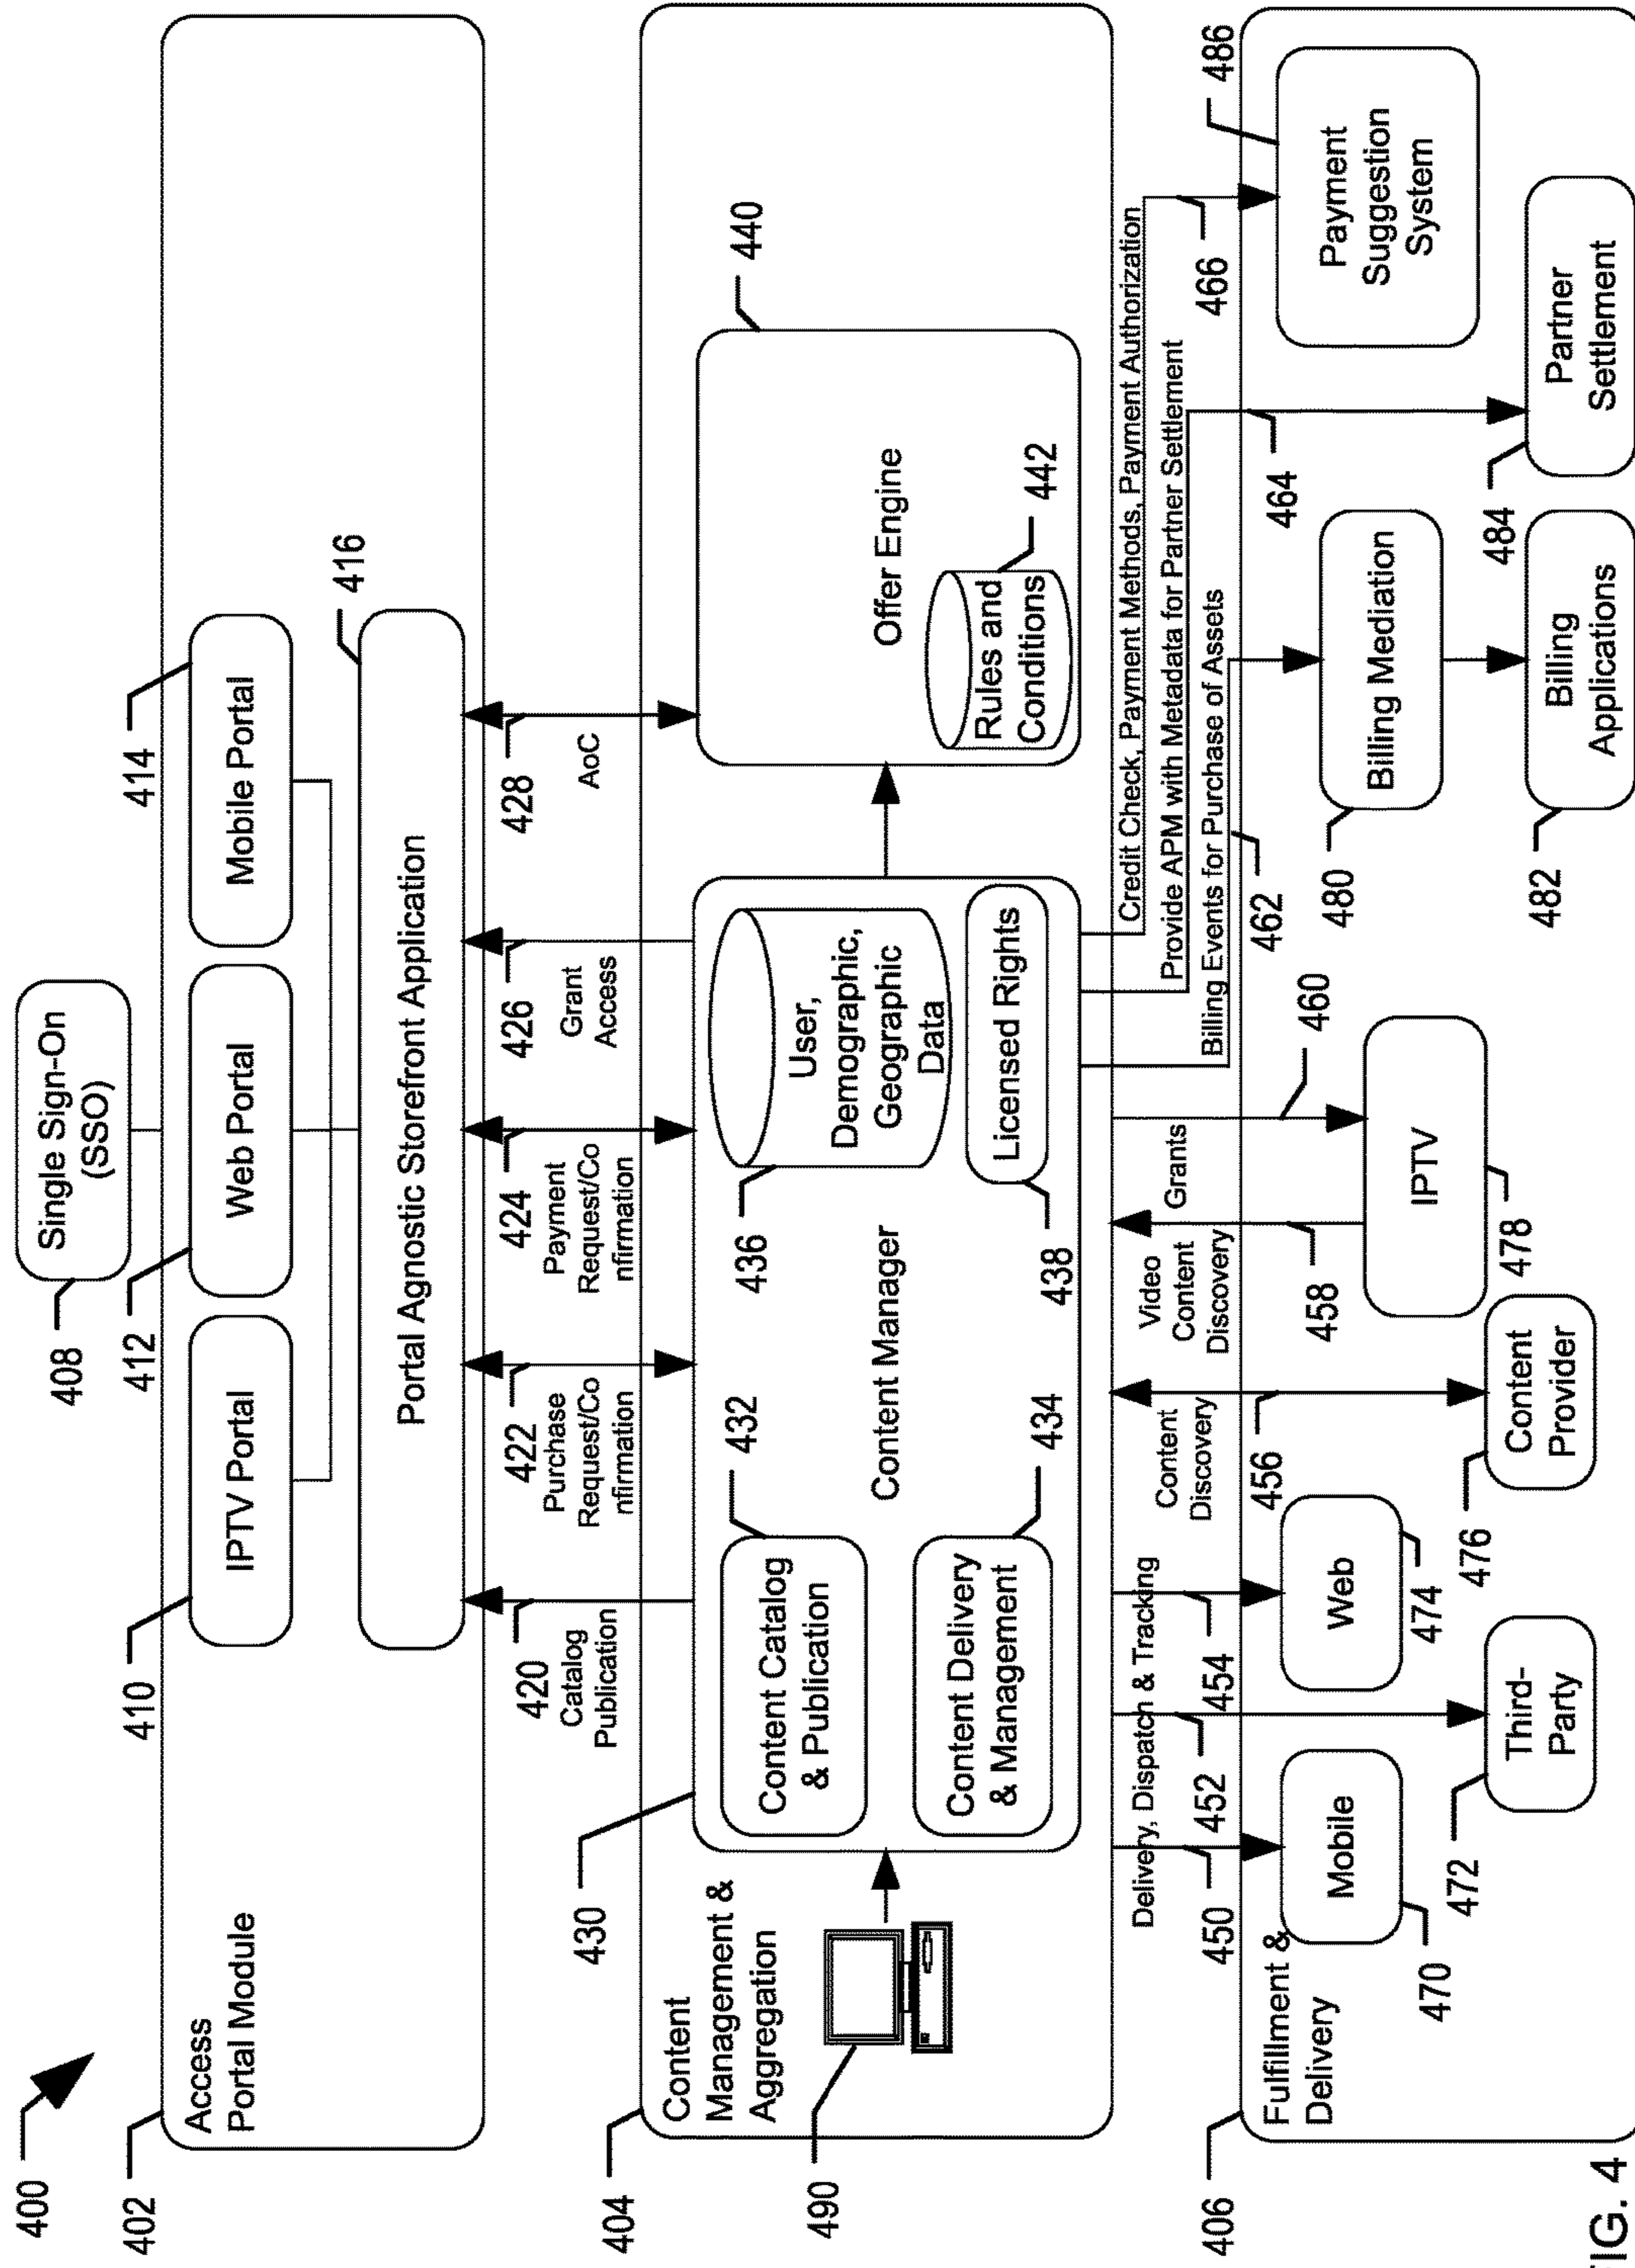 400
Single Sign-On
(SSO)
408
402
Access
Portal Module
410
412
414
IPTV Portal
Web Portal
Mobile Portal
416
Portal Agnostic Storefront Application
420
Catalog
Publication
422
Purchase
Request/Co
nfirmation
424
Payment
Request/Co
nfirmation
426
Grant
Access
428
AoC
404
Content
Management &
Aggregation
490
430
Content Catalog
& Publication
432
Content Delivery
& Management
434
Content Manager
436
User,
Demographic,
Geographic
Data
438
Licensed Rights
440
Offer Engine
Rules and
Conditions
442
Delivery, Dispatch & Tracking
450
452
454
Content
Discovery
456
Video
Content
Discovery
458
Grants
460
Credit Check, Payment Methods, Payment Authorization
Provide APM with Metadata for Partner Settlement
Billing Events for Purchase of Assets
462
464
466
406
Fulfillment &
Delivery
Mobile
470
Third-
Party
472
Web
474
Content
Provider
476
IPTV
478
Billing Mediation
480
Billing
Applications
482
Partner
Settlement
484
Payment
Suggestion
System
486
FIG. 4